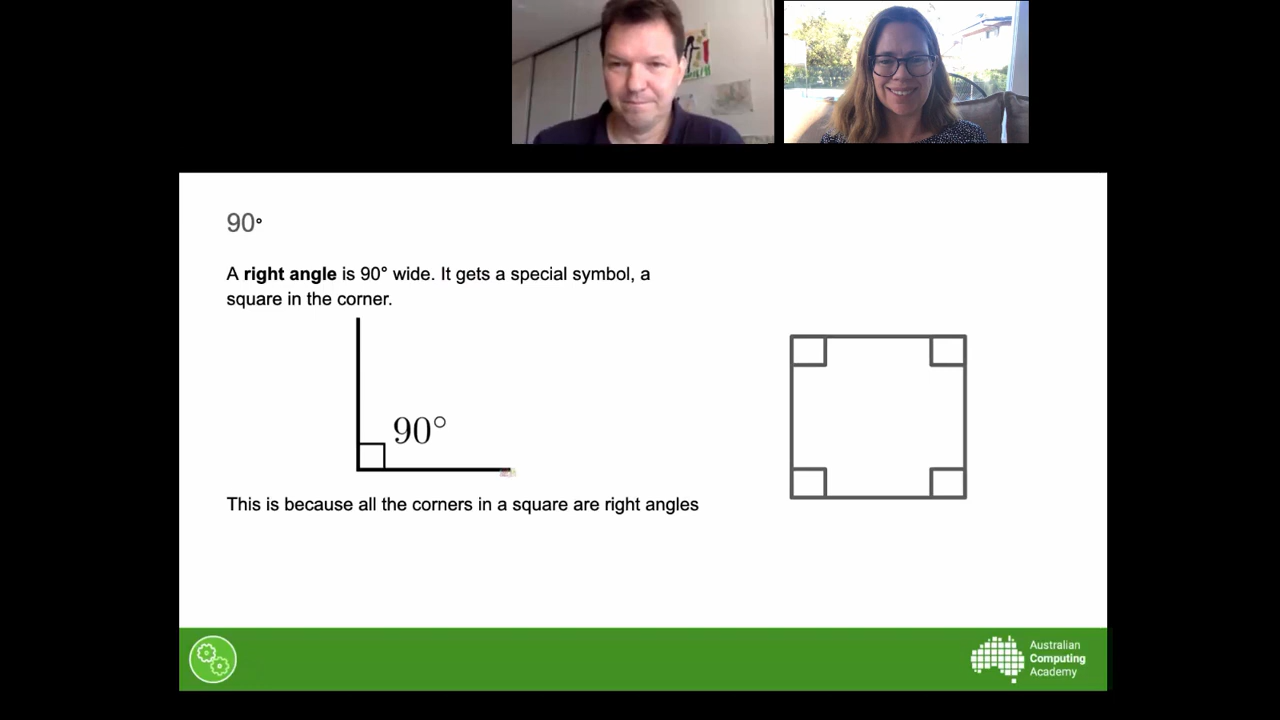 90°
A right angle is 90° wide. It gets a special symbol, a
square in the corner.
90°
This is because all the corners in a square are right angles
Australian
Computing
Academy